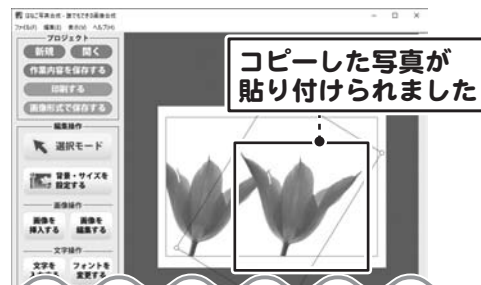 はなこ写真合成 - 誰でもできる画像合成
ファイル(F) 編集(E) 表示(V) ヘルプ(H)
プロジェクト
新規 開く
作業内容を保存する
印刷する
画像形式で保存する
編集操作
選択モード
背景・サイズを
設定する
画像操作
画像を
挿入する
画像を
編集する
文字操作
文字を
フォントを
変更する
コピーした写真が
貼り付けられました